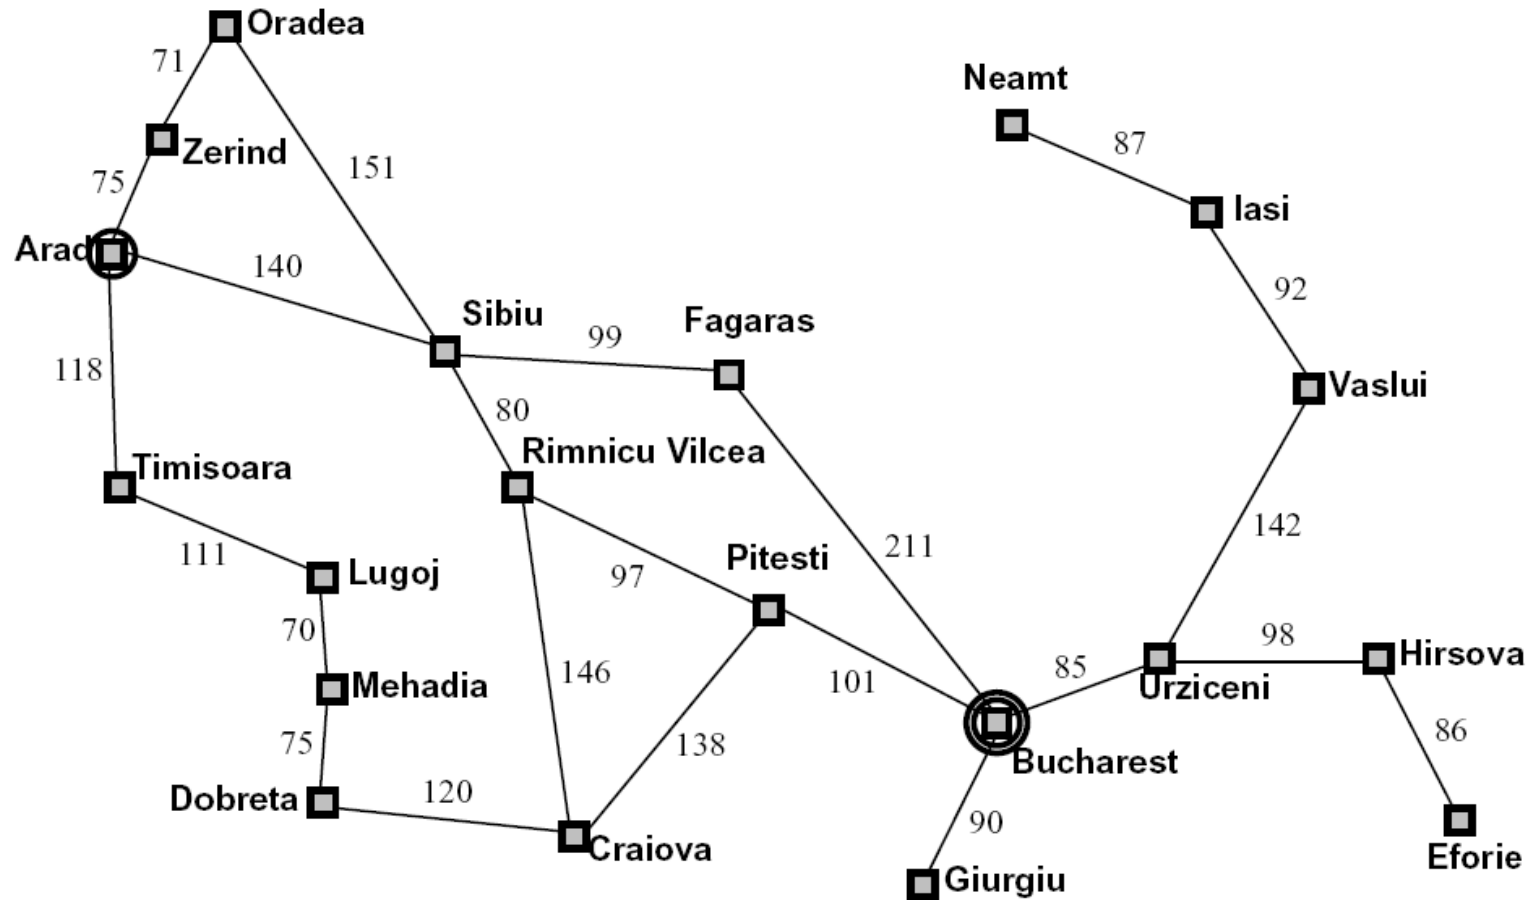 Oradea
71
Neamt
87
Zerind
151
75
Iasi
Arad
140
92
Sibiu
Fagaras
99
118
Vaslui
80
Rimnicu Vilcea
Timisoara
142
211
111
Pitesti
Lugoj
97
70
98
Hirsova
85
146
101
Urziceni
Mehadia
86
75
138
Bucharest
Dobreta
120
90
Craiova
Eforie
Giurgiu